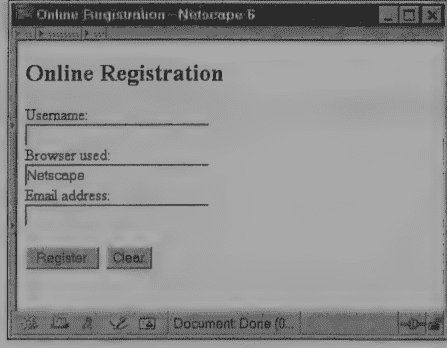 Online Registration - Netscape 6
Online Registration
Username:
Browser used:
Netscape
Email address:
Register Clear
Document: Done (0...